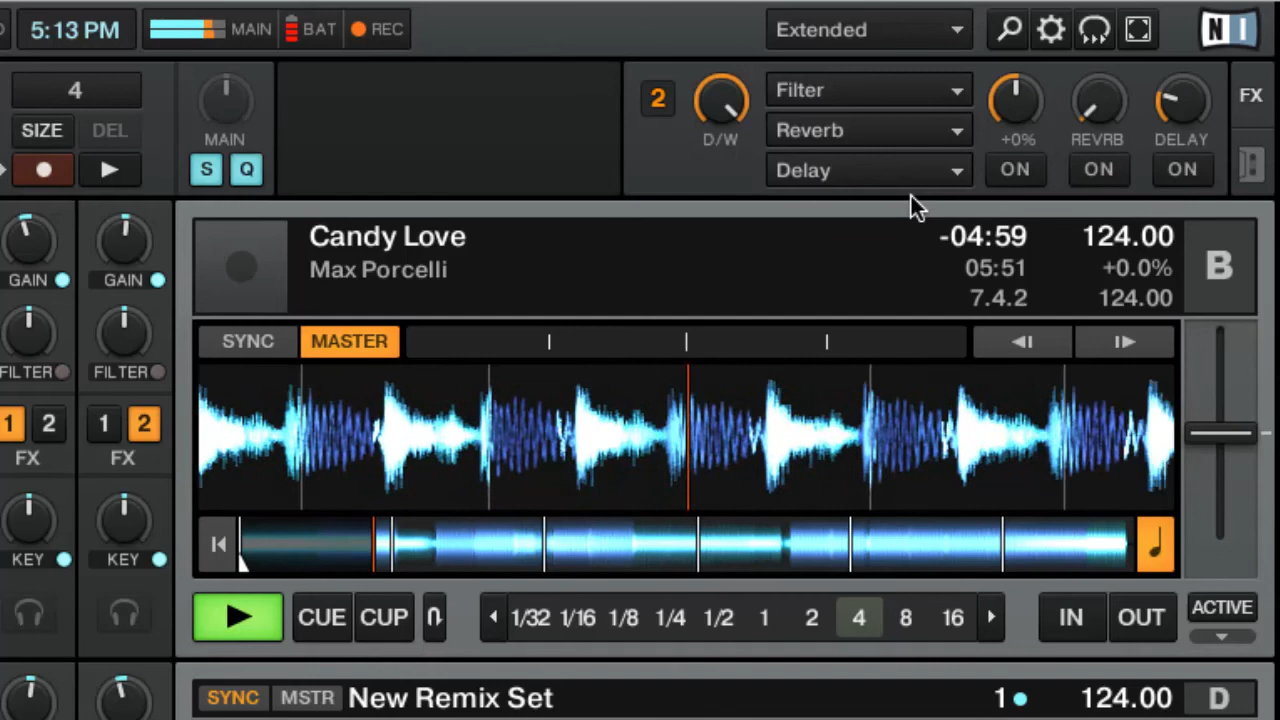 5:13 PM MAIN BAT REC Extended NI
4
SIZE DEL
MAIN
S Q
2 D/W
Filter
Reverb
Delay
+0% REVRB DELAY
ON ON ON
FX
GAIN GAIN
FILTER FILTER
1 2 1 2
FX FX
KEY KEY
Candy Love -04:59 124.00
Max Porcelli 05:51 +0.0%
7.4.2 124.00
B
SYNC MASTER
CUE CUP 1/32 1/16 1/8 1/4 1/2 1 2 4 8 16 IN OUT ACTIVE
SYNC MSTR New Remix Set 1 124.00 D